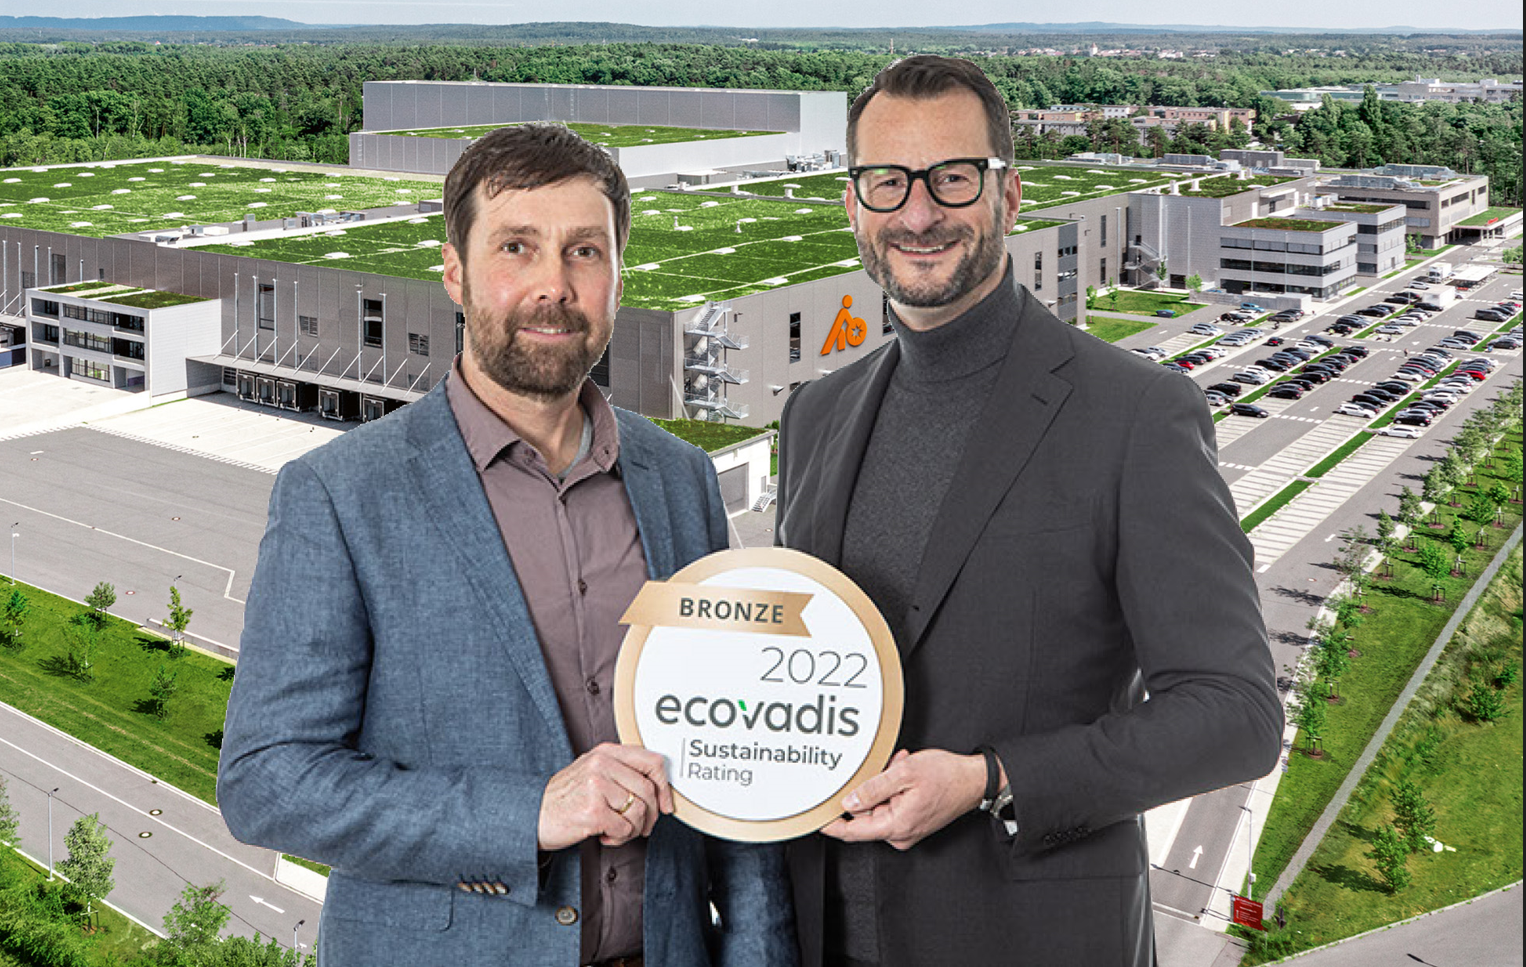 BRONZE
2022
ecovadis
Sustainability
Rating